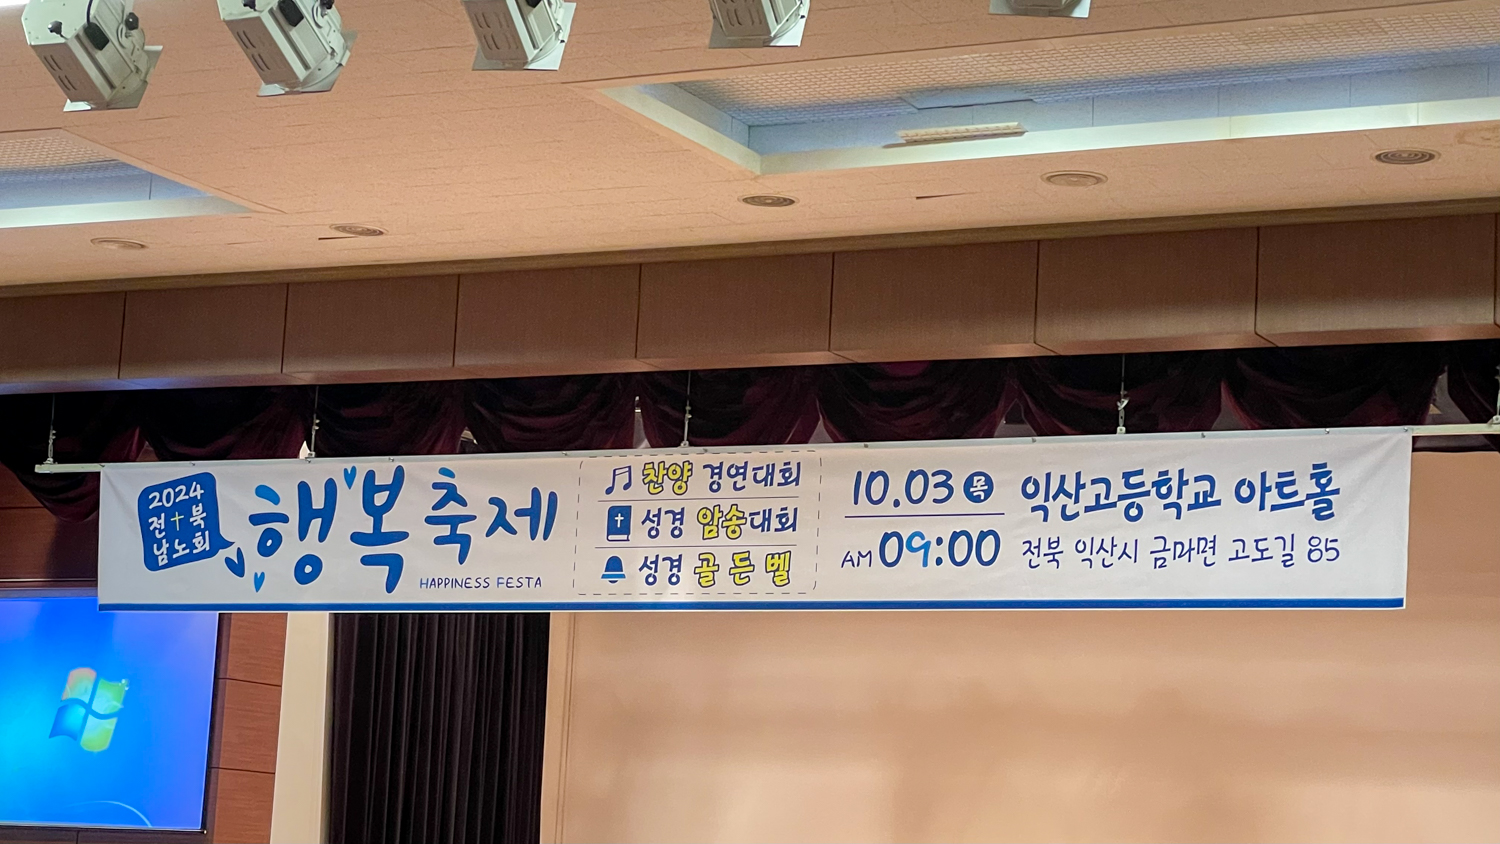 2024
전북
남노회
행복축제
HAPPINESS FESTA
찬양 경연대회
성경 암송대회
성경 골든벨
10.03 목
AM 09:00
익산고등학교 아트홀
전북 익산시 금마면 고도길 85